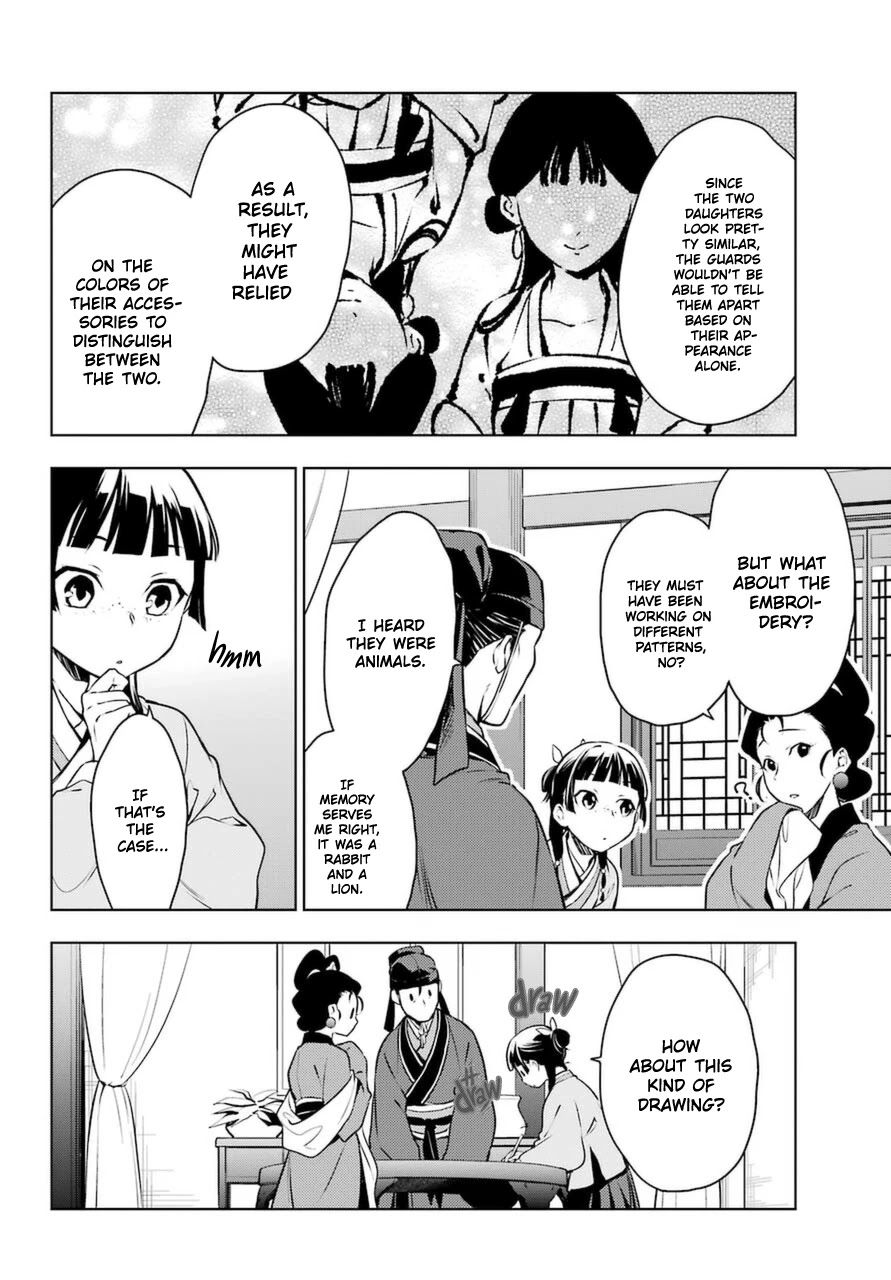 SINCE
THE TWO
DAUGHTERS
LOOK PRET-
TY SIMILAR,
THE GUARDS
WOULDN'T BE
ABLE TO TELL
THEM APART
BASED ON
THEIR AP-
PEARANCE
ALONE.
AS A
RESULT,
THEY
MIGHT
HAVE
RELIED
ON THE
COLORS OF
THEIR ACCES-
SORIES TO
DISTINGUISH
BETWEEN
THE TWO.
BUT WHAT
ABOUT THE
EMBROI-
DERY?
THEY MUST
HAVE BEEN
WORKING ON
DIFFERENT
PATTERNS,
NO?
?
I HEARD
THEY WERE
ANIMALS.
IF
MEMORY
SERVES
ME RIGHT,
IT WAS A
RABBIT
AND A
LION.
hmm
IF
THAT'S
THE
CASE...
HOW
ABOUT THIS
KIND OF
DRAWING?
draw
draw